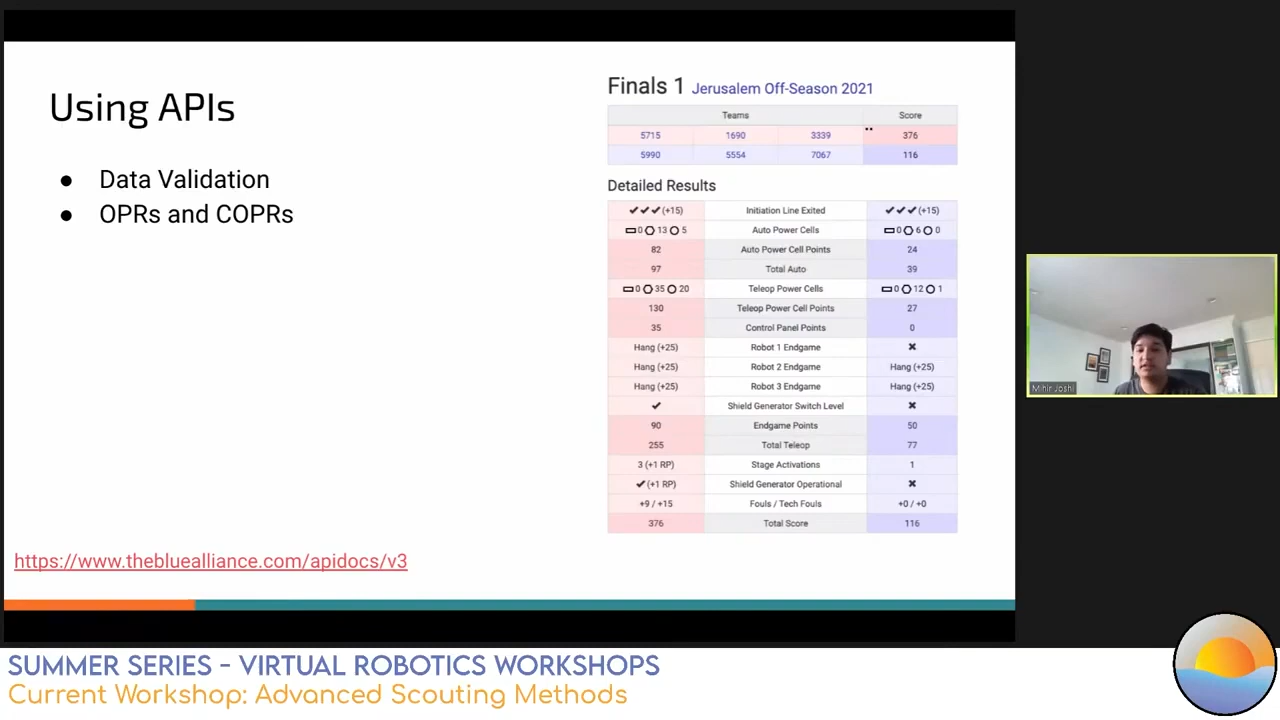 Using APIs
● Data Validation
● OPRs and COPRs
https://www.thebluealliance.com/apidocs/v3
Finals 1 Jerusalem Off-Season 2021
Teams Score
5715 1690 3339 376
5990 5554 7067 116
Detailed Results
✔ ✔ ✔ (+15) Initiation Line Exited ✔ ✔ ✔ (+15)
0 13 5 Auto Power Cells 0 6 0
82 Auto Power Cell Points 24
97 Total Auto 39
0 35 20 Teleop Power Cells 0 12 1
130 Teleop Power Cell Points 27
35 Control Panel Points 0
Hang (+25) Robot 1 Endgame ✖
Hang (+25) Robot 2 Endgame Hang (+25)
Hang (+25) Robot 3 Endgame Hang (+25)
✔ Shield Generator Switch Level ✖
90 Endgame Points 50
255 Total Teleop 77
3 (+1 RP) Stage Activations 1
✔ (+1 RP) Shield Generator Operational ✖
+9 / +15 Fouls / Tech Fouls +0 / +0
376 Total Score 116
Mihir Joshi
SUMMER SERIES - VIRTUAL ROBOTICS WORKSHOPS
Current Workshop: Advanced Scouting Methods